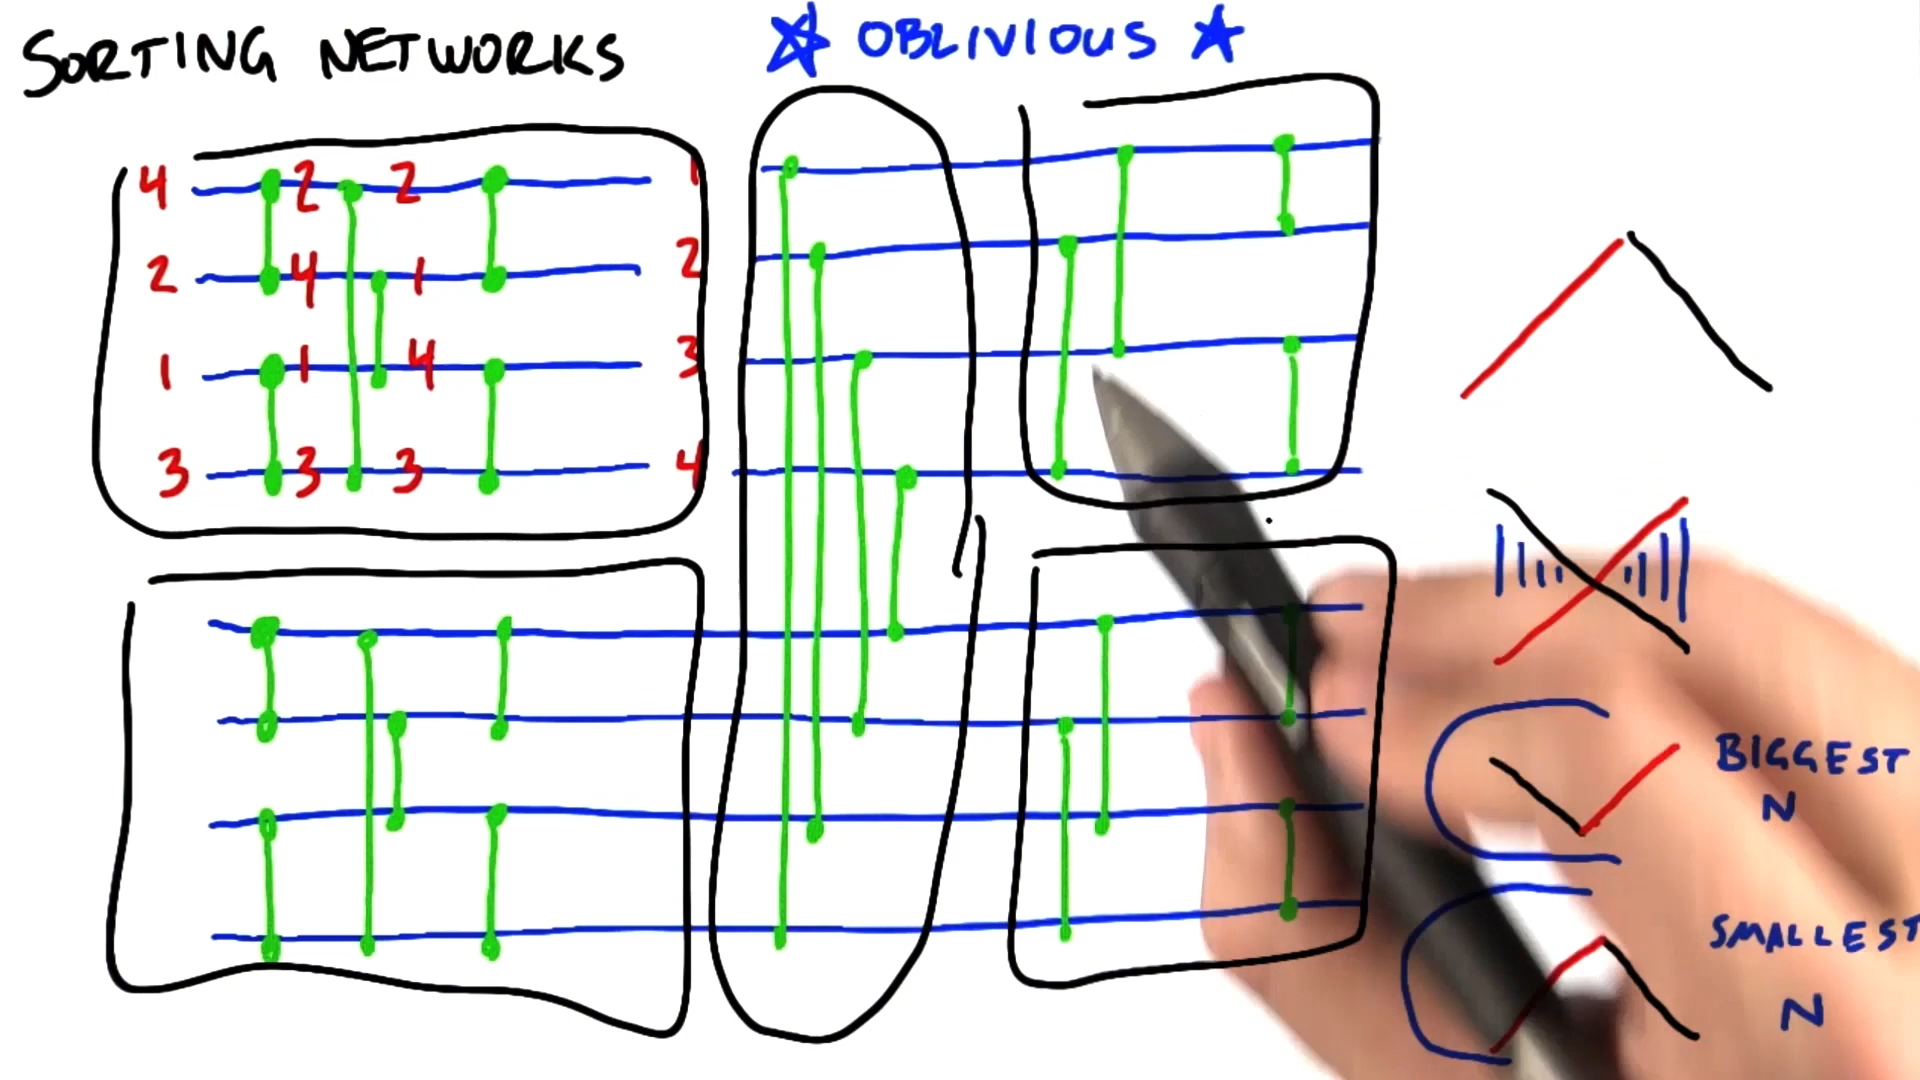 SORTING NETWORKS
OBLIVIOUS
4 2 2 1
2 4 1 2
1 1 4 3
3 3 3 4
BIGGEST
N
SMALLEST
N